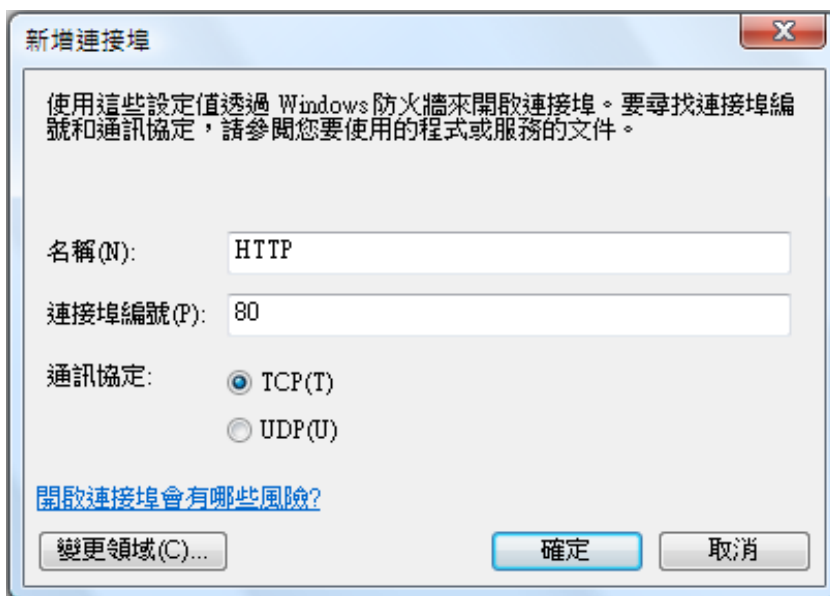 新增連接埠
使用這些設定值透過 Windows 防火牆來開啟連接埠。要尋找連接埠編
號和通訊協定，請參閱您要使用的程式或服務的文件。
名稱(N): HTTP
連接埠編號(P): 80
通訊協定: TCP(T)
UDP(U)
開啟連接埠會有哪些風險?
變更領域(C)... 確定 取消